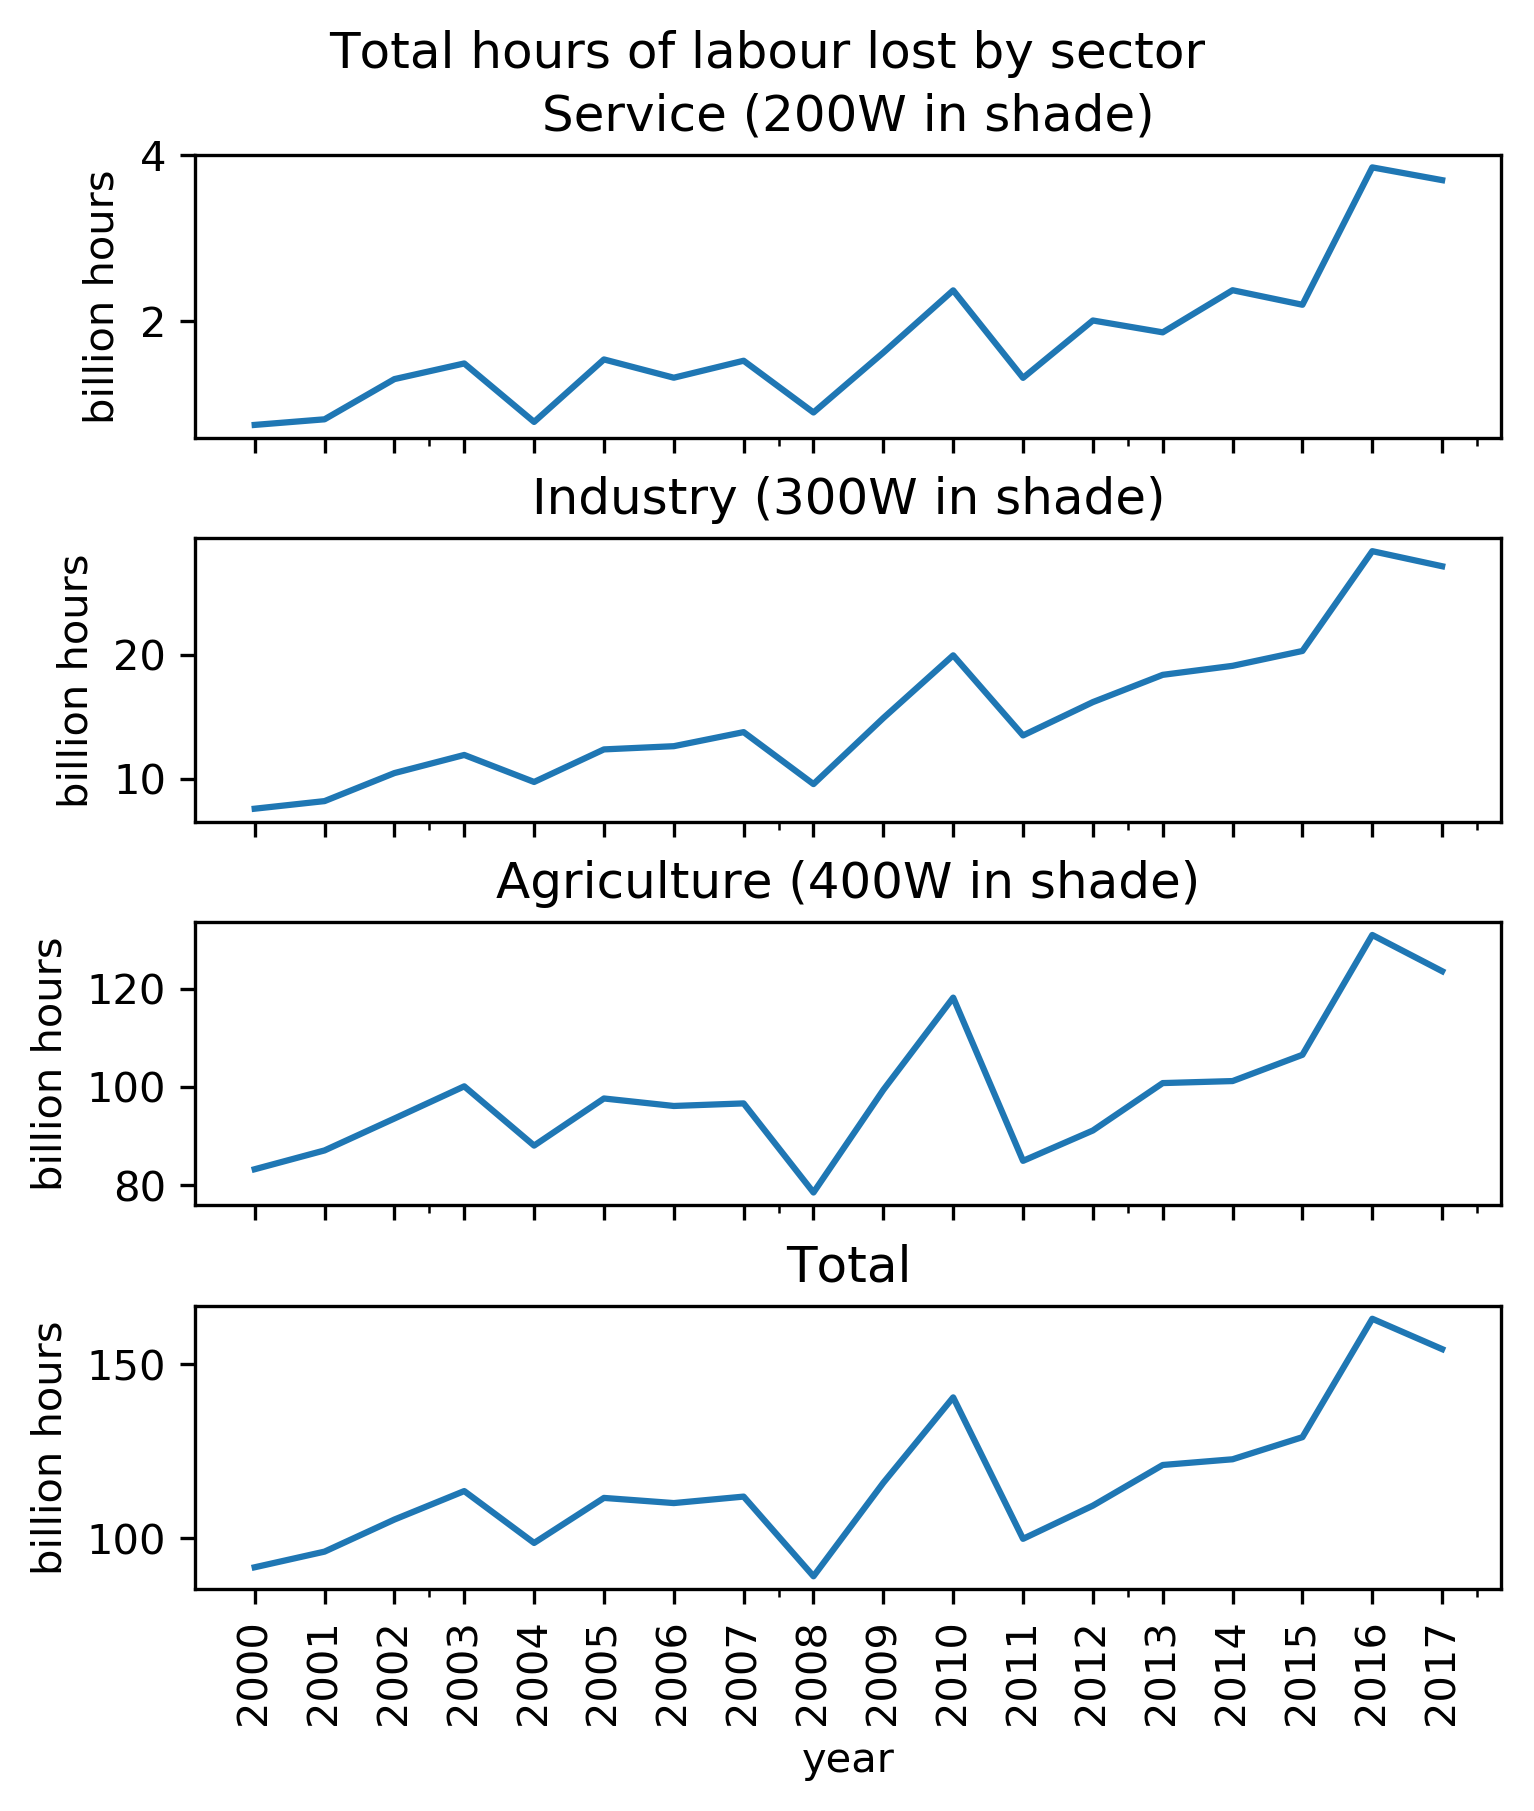 Total hours of labour lost by sector
Service (200W in shade)
billion hours
4
2
Industry (300W in shade)
billion hours
20
10
Agriculture (400W in shade)
billion hours
120
100
80
Total
billion hours
150
100
2000 2001 2002 2003 2004 2005 2006 2007 2008 2009 2010 2011 2012 2013 2014 2015 2016 2017
year